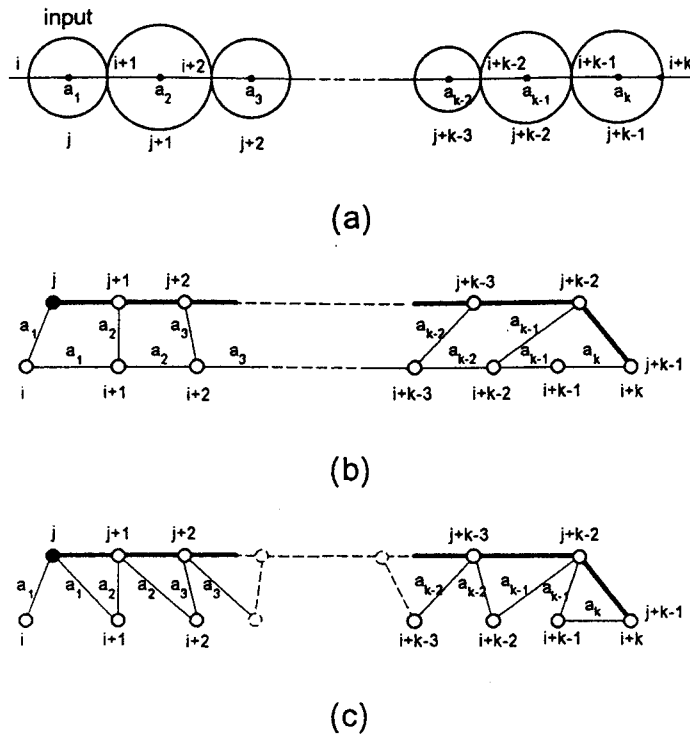 input
i i+1 i+2 i+k-2 i+k-1 i+k
a1 a2 a3 ak-2 ak-1 ak
j j+1 j+2 j+k-3 j+k-2 j+k-1
(a)
j j+1 j+2 j+k-3 j+k-2
a1 a2 a3 ak-2 ak-1
a1 a2 a3 ak-2 ak-1 ak j+k-1
i i+1 i+2 i+k-3 i+k-2 i+k-1 i+k
(b)
j j+1 j+2 j+k-3 j+k-2
a1 a1 a2 a2 a3 a3 ak-2 ak-2 ak-1 ak-1 ak j+k-1
i i+1 i+2 i+k-3 i+k-2 i+k-1 i+k
(c)